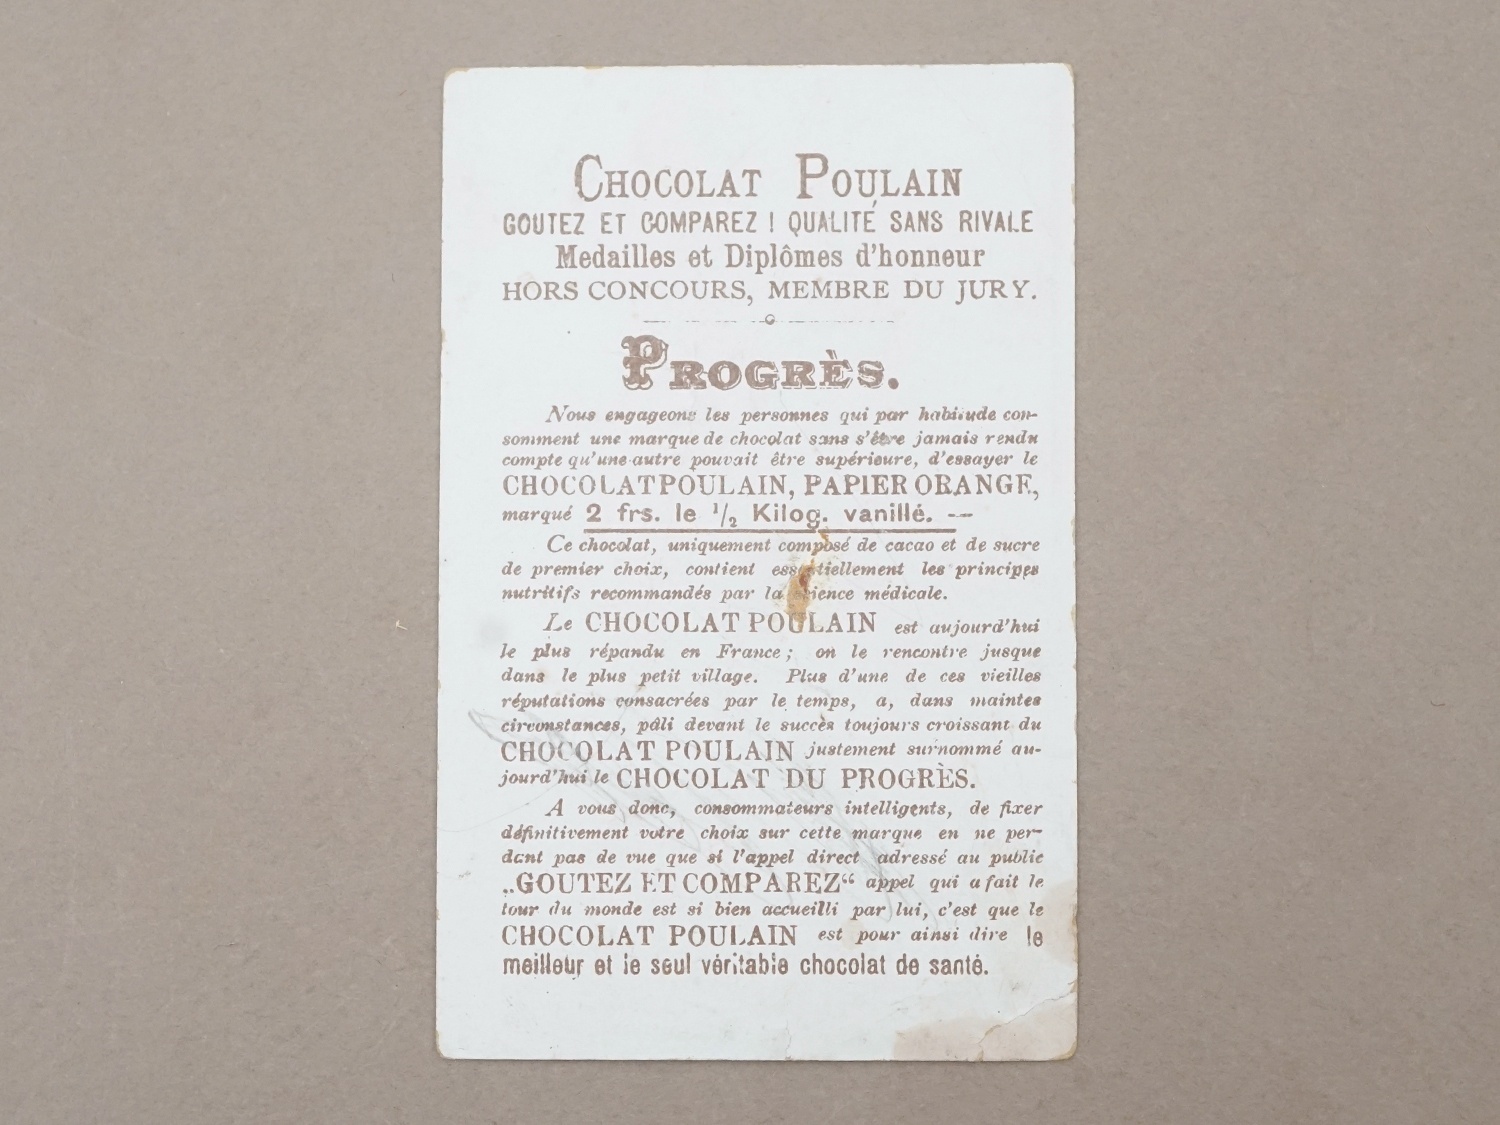 CHOCOLAT POULAIN
GOUTEZ ET COMPAREZ ! QUALITÉ SANS RIVALE
Medailles et Diplômes d'honneur
HORS CONCOURS, MEMBRE DU JURY.
PROGRÈS.
Nous engageons les personnes qui par habitude con-
somment une marque de chocolat sans s'être jamais rendu
compte qu'une autre pouvait être supérieure, d'essayer le
CHOCOLAT POULAIN, PAPIER ORANGE,
marqué 2 frs. le 1/2 Kilog. vanillé. —
Ce chocolat, uniquement composé de cacao et de sucre
de premier choix, contient essentiellement les principes
nutritifs recommandés par la science médicale.
Le CHOCOLAT POULAIN est aujourd'hui
le plus répandu en France ; on le rencontre jusque
dans le plus petit village. Plus d'une de ces vieilles
réputations consacrées par le temps, a, dans maintes
circonstances, pâli devant le succès toujours croissant du
CHOCOLAT POULAIN justement surnommé au-
jourd'hui le CHOCOLAT DU PROGRÈS.
A vous donc, consommateurs intelligents, de fixer
définitivement votre choix sur cette marque en ne per-
dant pas de vue que si l'appel direct adressé au public
„GOUTEZ ET COMPAREZ“ appel qui a fait le
tour du monde est si bien accueilli par lui, c'est que le
CHOCOLAT POULAIN est pour ainsi dire le
meilleur et le seul véritable chocolat de santé.